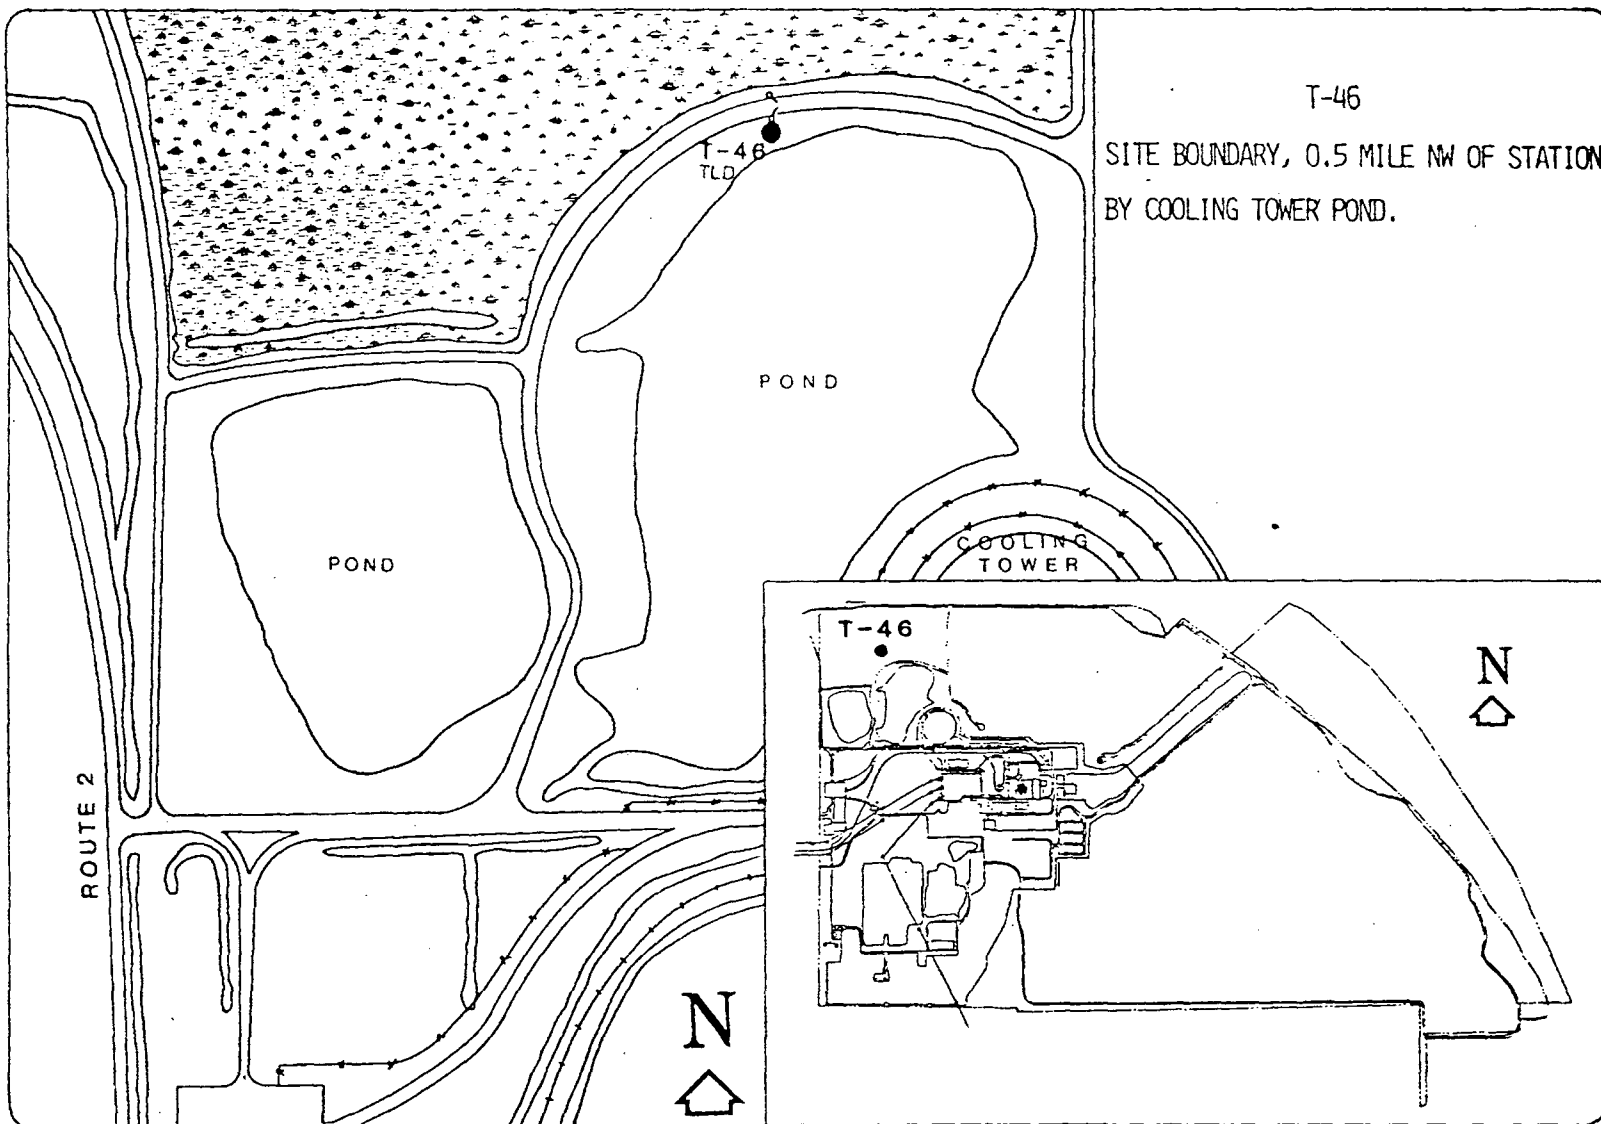 T-46
SITE BOUNDARY, 0.5 MILE NW OF STATION
BY COOLING TOWER POND.
T-46
TLD
POND
POND
COOLING
TOWER
ROUTE 2
N
T-46
N